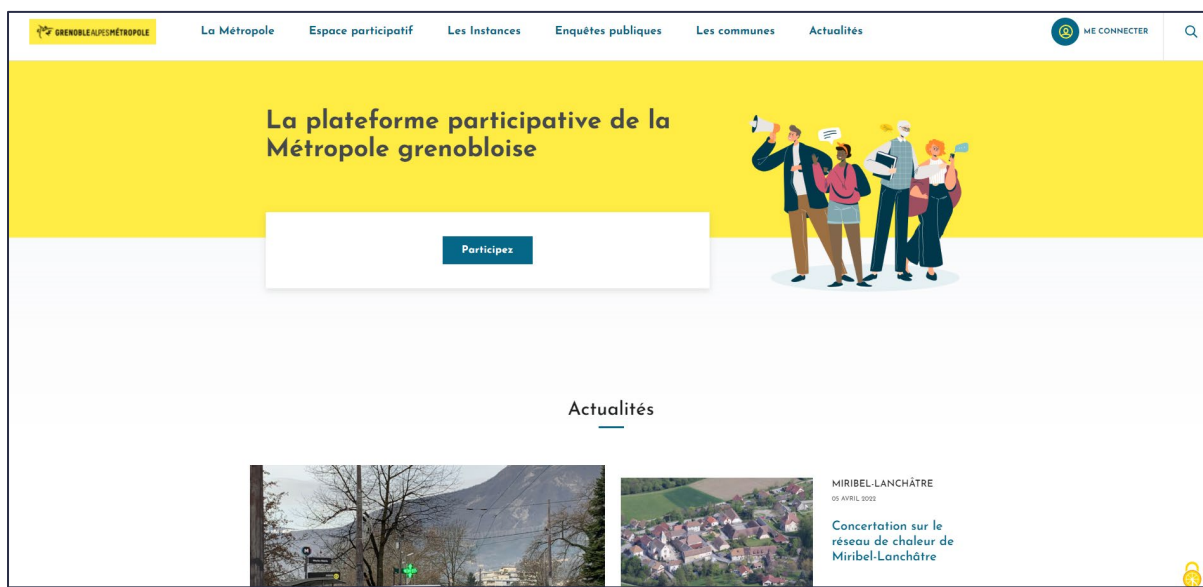 GRENOBLEALPESMÉTROPOLE
La Métropole
Espace participatif
Les Instances
Enquêtes publiques
Les communes
Actualités
ME CONNECTER
La plateforme participative de la
Métropole grenobloise
Participez
Actualités
MIRIBEL-LANCHÂTRE
05 AVRIL 2022
Concertation sur le
réseau de chaleur de
Miribel-Lanchâtre